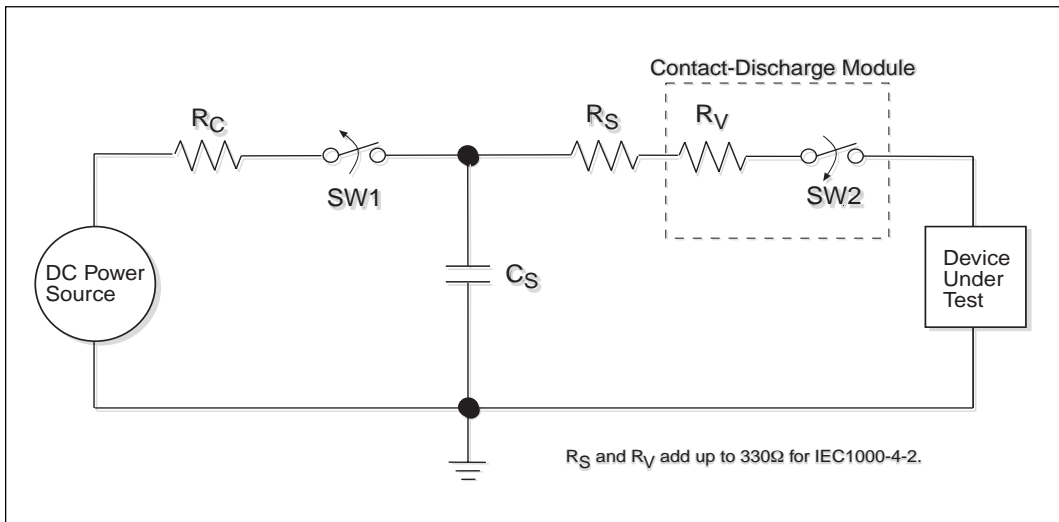 Contact-Discharge Module
RC
RS
RV
SW1
SW2
DC Power
Source
CS
Device
Under
Test
RS and RV add up to 330Ω for IEC1000-4-2.